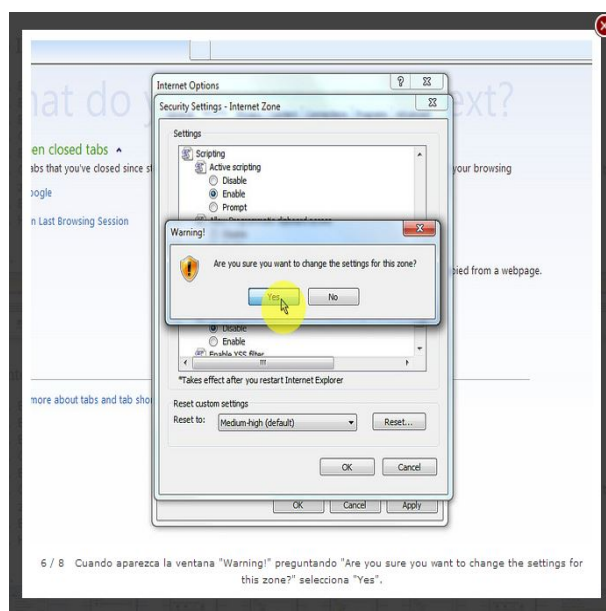 hat do y
ext?
Internet Options
Security Settings - Internet Zone
Settings
en closed tabs
abs that you've closed since st
your browsing
oogle
n Last Browsing Session
Scripting
Active scripting
Disable
Enable
Prompt
Warning!
Are you sure you want to change the settings for this zone?
pied from a webpage.
Yes
No
Disable
Enable
Enable XSS filter
*Takes effect after you restart Internet Explorer
more about tabs and tab sho
Reset custom settings
Reset to: Medium-high (default) Reset...
OK Cancel
OK Cancel Apply
6 / 8 Cuando aparezca la ventana "Warning!" preguntando "Are you sure you want to change the settings for
this zone?" selecciona "Yes".